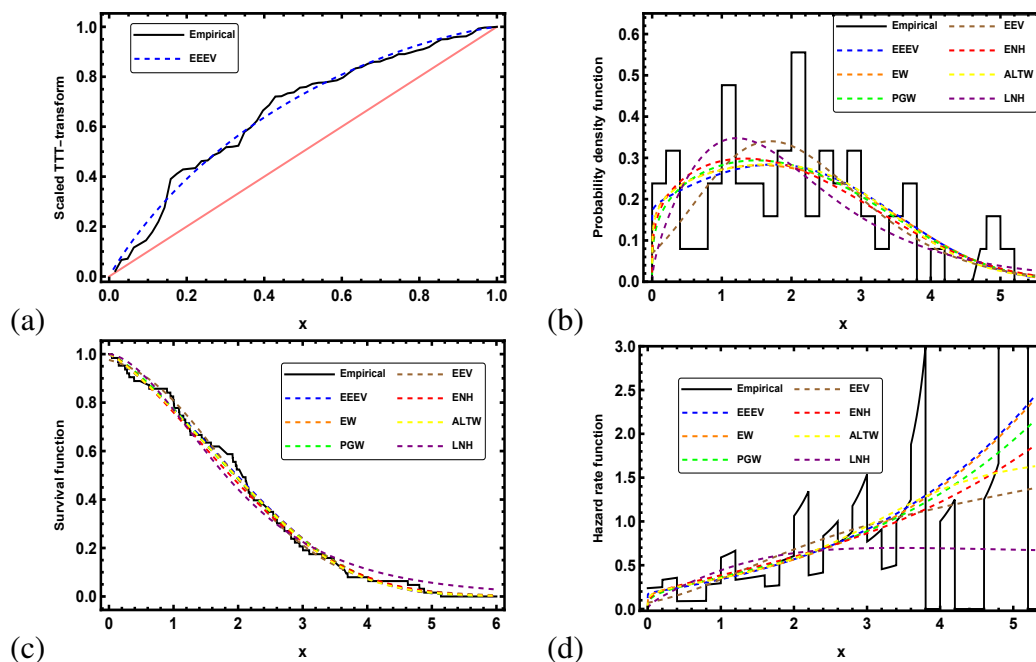 Scaled TTT-transform
1.0
0.8
0.6
0.4
0.2
0.0
Empirical
EEEV
0.0 0.2 0.4 0.6 0.8 1.0
x
(a)
Probability density function
0.6
0.5
0.4
0.3
0.2
0.1
0.0
Empirical EEV
EEEV ENH
EW ALTW
PGW LNH
0 1 2 3 4 5
x
(b)
Survival function
1.0
0.8
0.6
0.4
0.2
0.0
Empirical EEV
EEEV ENH
EW ALTW
PGW LNH
0 1 2 3 4 5 6
x
(c)
Hazard rate function
3.0
2.5
2.0
1.5
1.0
0.5
0.0
Empirical EEV
EEEV ENH
EW ALTW
PGW LNH
0 1 2 3 4 5
x
(d)